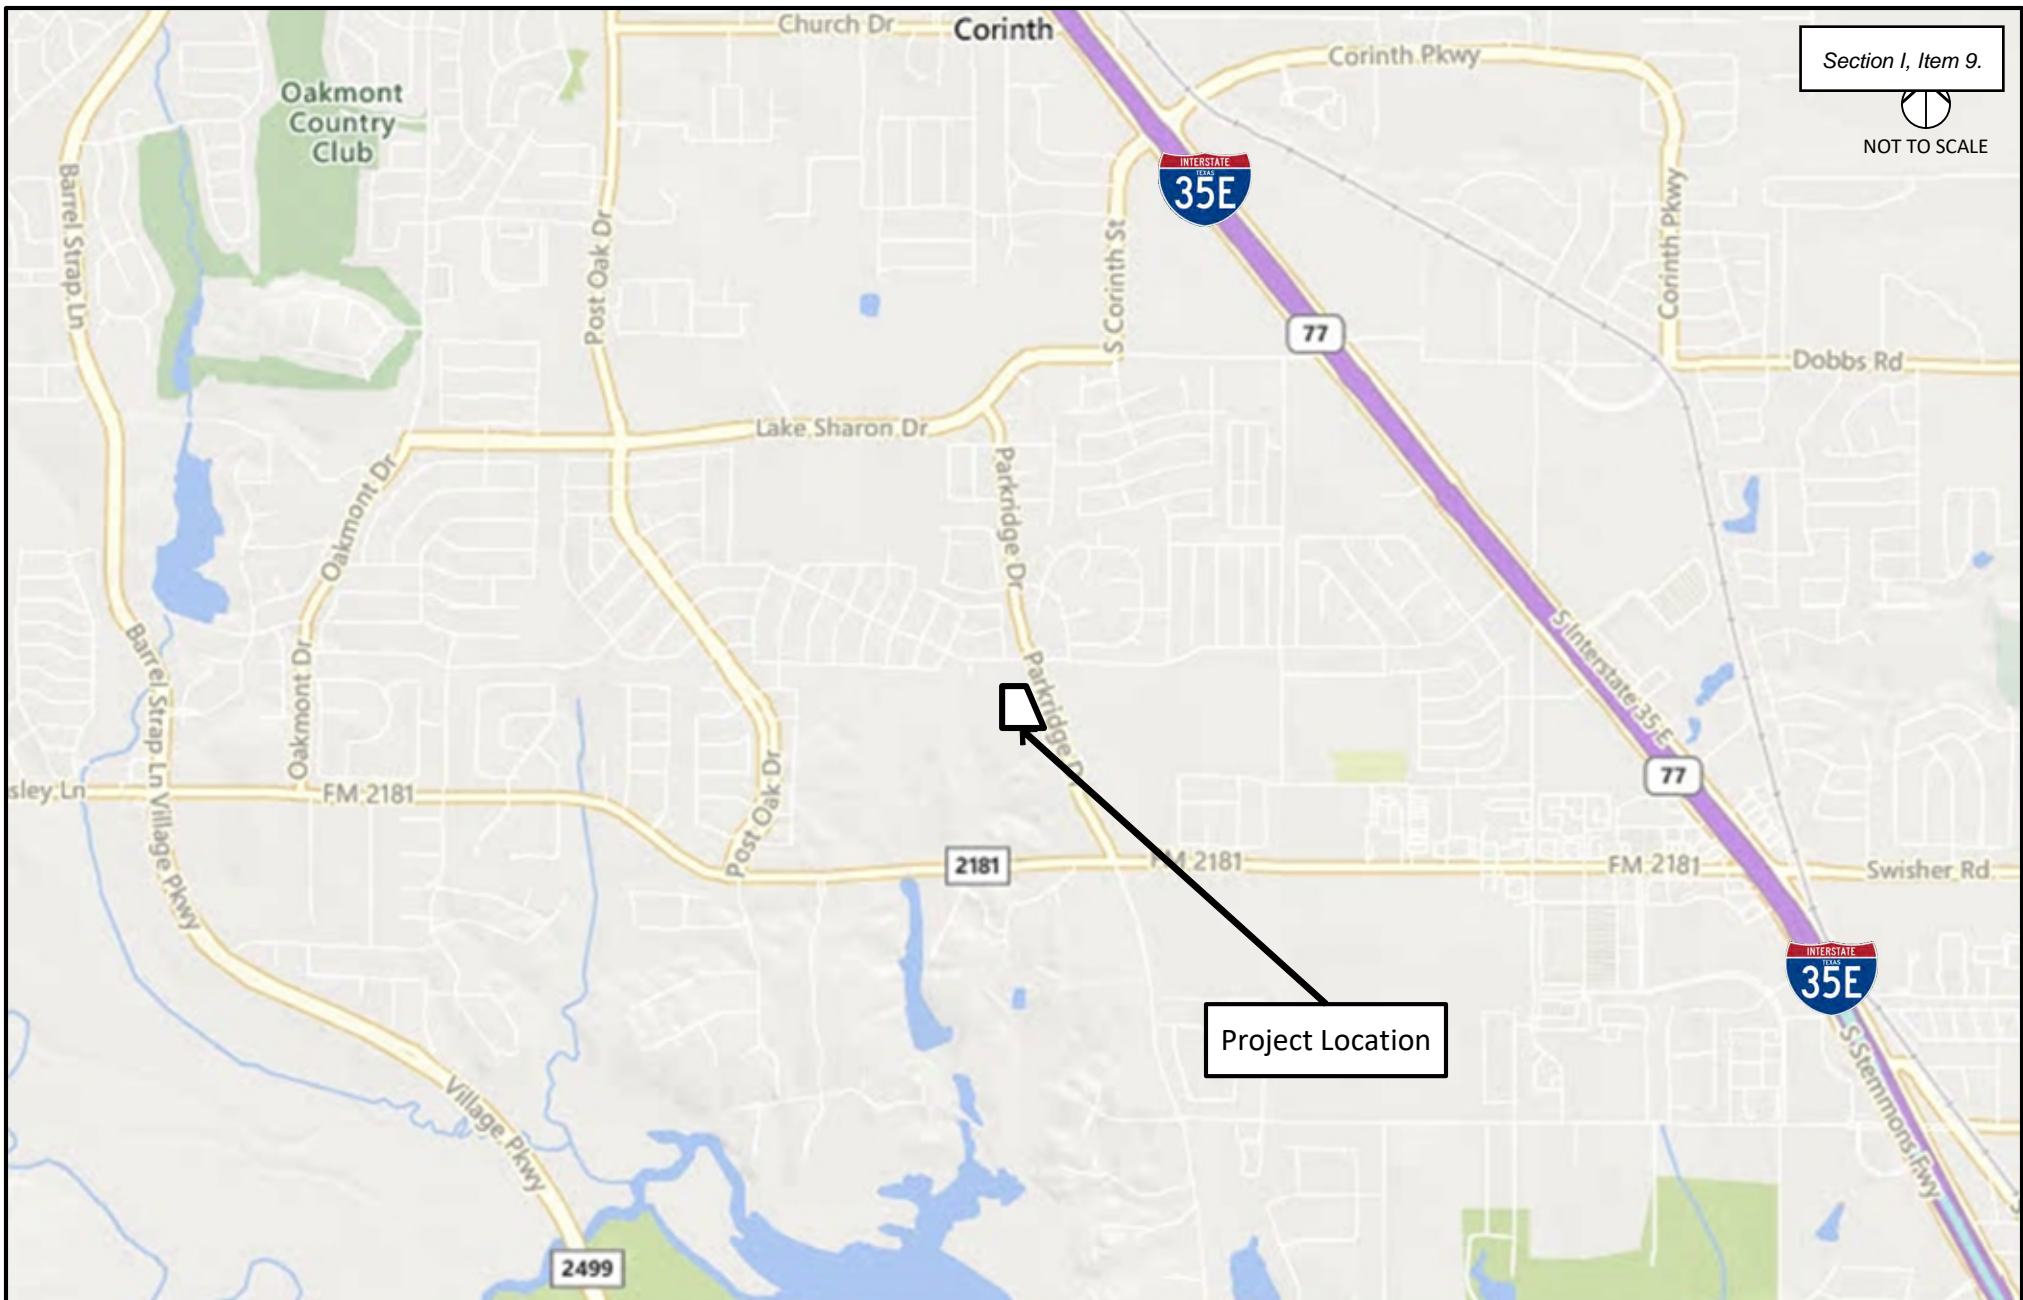 Church Dr
Corinth
Corinth Pkwy
Section I, Item 9.
NOT TO SCALE
Oakmont
Country
Club
Barrel Strap Ln
Post Oak Dr
S Corinth St
INTERSTATE
TEXAS
35E
Corinth Pkwy
77
Dobbs Rd
Lake Sharon Dr
Oakmont Dr
Parkridge Dr
S Interstate 35 E
Barrel Strap Ln
Oakmont Dr
Parkridge Dr
77
sley Ln
FM 2181
Village Pkwy
Post Oak Dr
2181
FM 2181
FM 2181
Swisher Rd
INTERSTATE
TEXAS
35E
Project Location
S Stemmons Fwy
Village Pkwy
2499